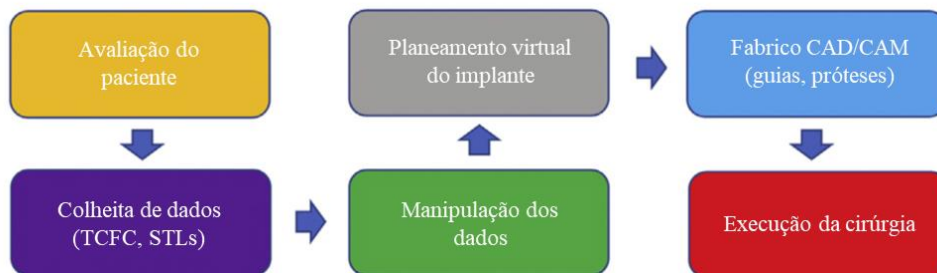 Avaliação do
paciente
Colheita de dados
(TCFC, STLs)
Manipulação dos
dados
Planeamento virtual
do implante
Fabrico CAD/CAM
(guias, próteses)
Execução da cirúrgia